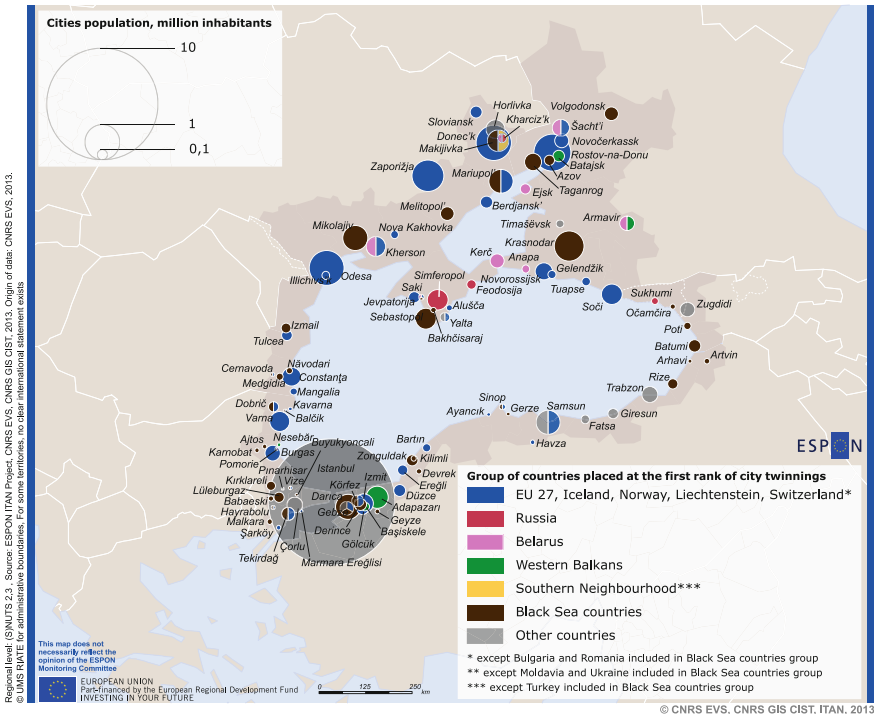 Cities population, million inhabitants
10
1
0,1
Horlivka
Volgodonsk
Sloviansk
Kharciz'k
Šacht'i
Donec'k
Novočerkassk
Makijivka
Rostov-na-Donu
Zaporižja
Batajsk
Mariupol'
Azov
Taganrog
Ejsk
Berdjansk'
Melitopol'
Armavir
Timašëvsk
Mikolajiv
Nova Kakhovka
Krasnodar
Kherson
Kerč
Anapa
Simferopol
Novorossijsk
Gelendžik
Illichivs'k
Odesa
Saki
Feodosija
Tuapse
Sukhumi
Jevpatorija
Alušča
Soči
Zugdidi
Očamčira
Sebastopol
Yalta
Izmail
Bakhčisaraj
Poti
Tulcea
Batumi
Artvin
Arhavi
Cernavoda
Năvodari
Medgidia
Constanţa
Rize
Mangalia
Trabzon
Sinop
Dobrič
Kavarna
Ayancık
Gerze
Samsun
Giresun
Varna
Balčik
Fatsa
Ajtos
Nesebăr
Buyukyoncali
Bartın
Havza
Kamobat
Burgas
Zonguldak
Kilimli
Pomorie
Pınarhisar
Istanbul
Izmit
Devrek
Kırklareli
Vize
Körfez
Ereğli
Lüleburgaz
Darıca
Düzce
Babaeski
Adapazarı
Hayrabolu
Gebze
Geyze
Malkara
Derince
Başiskele
Şarköy
Gölcük
Çorlu
Tekirdağ
Marmara Ereğlisi
ESPON
Group of countries placed at the first rank of city twinnings
EU 27, Iceland, Norway, Liechtenstein, Switzerland*
Russia
Belarus
Western Balkans
Southern Neighbourhood***
Black Sea countries
Other countries
* except Bulgaria and Romania included in Black Sea countries group
** except Moldavia and Ukraine included in Black Sea countries group
*** except Turkey included in Black Sea countries group
This map does not
necessarily reflect the
opinion of the ESPON
Monitoring Committee
EUROPEAN UNION
Part-financed by the European Regional Development Fund
INVESTING IN YOUR FUTURE
0 125 250
km
Regional level: (S)NUTS 2,3 , Source: ESPON ITAN Project, CNRS EVS, CNRS GIS CIST, 2013. Origin of data: CNRS EVS, 2013.
© UMS RIATE for administrative boundaries, For some territories, no clear international statement exists
© CNRS EVS, CNRS GIS CIST, ITAN, 2013